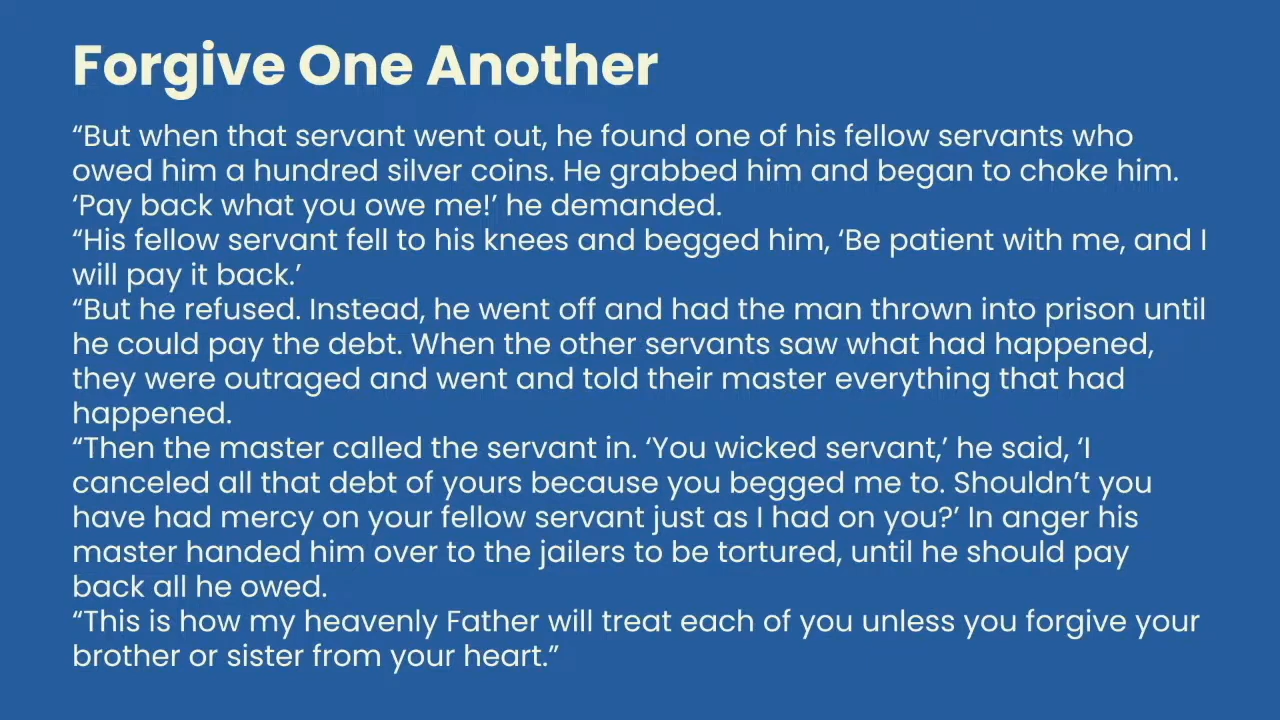 Forgive One Another
“But when that servant went out, he found one of his fellow servants who
owed him a hundred silver coins. He grabbed him and began to choke him.
‘Pay back what you owe me!’ he demanded.
“His fellow servant fell to his knees and begged him, ‘Be patient with me, and I
will pay it back.’
“But he refused. Instead, he went off and had the man thrown into prison until
he could pay the debt. When the other servants saw what had happened,
they were outraged and went and told their master everything that had
happened.
“Then the master called the servant in. ‘You wicked servant,’ he said, ‘I
canceled all that debt of yours because you begged me to. Shouldn’t you
have had mercy on your fellow servant just as I had on you?’ In anger his
master handed him over to the jailers to be tortured, until he should pay
back all he owed.
“This is how my heavenly Father will treat each of you unless you forgive your
brother or sister from your heart.”